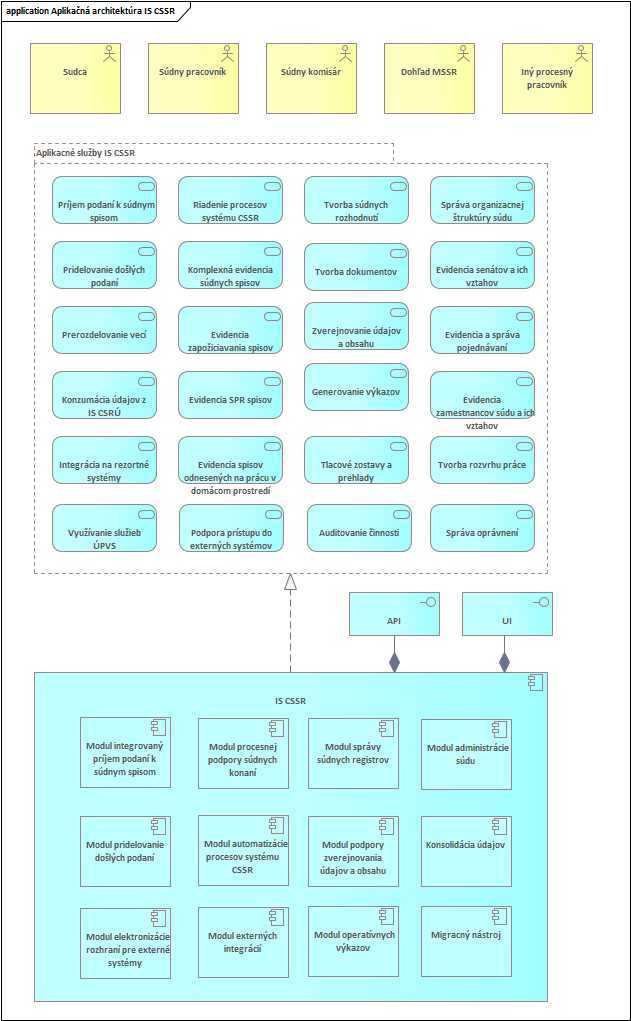 application Aplikačná architektúra IS CSSR
Sudca
Súdny pracovník
Súdny komisár
Dohľad MSSR
Iný procesný
pracovník
Aplikacné služby IS CSSR
Príjem podaní k súdnym
spisom
Riadenie procesov
systému CSSR
Tvorba súdnych
rozhodnutí
Správa organizacnej
štruktúry súdu
Pridelovanie došlých
podaní
Komplexná evidencia
súdnych spisov
Tvorba dokumentov
Evidencia senátov a ich
vztahov
Prerozdelovanie vecí
Evidencia
zapožiciavania spisov
Zverejnovanie údajov
a obsahu
Evidencia a správa
pojednávaní
Konzumácia údajov z
IS CSRÚ
Evidencia SPR spisov
Generovanie výkazov
Evidencia
zamestnancov súdu a ich
vztahov
Integrácia na rezortné
systémy
Evidencia spisov
odnesených na prácu v
domácom prostredí
Tlacové zostavy a
prehlady
Tvorba rozvrhu práce
Využívanie služieb
ÚPVS
Podpora prístupu do
externých systémov
Auditovanie činnosti
Správa oprávnení
API
UI
IS CSSR
Modul integrovaný
príjem podaní k
súdnym spisom
Modul procesnej
podpory súdnych
konaní
Modul správy
súdnych registrov
Modul administrácie
súdu
Modul pridelovanie
došlých podaní
Modul automatizácie
procesov systému
CSSR
Modul podpory
zverejnovania
údajov a obsahu
Konsolidácia údajov
Modul elektronizácie
rozhraní pre externé
systémy
Modul externých
integrácií
Modul operatívnych
výkazov
Migracný nástroj